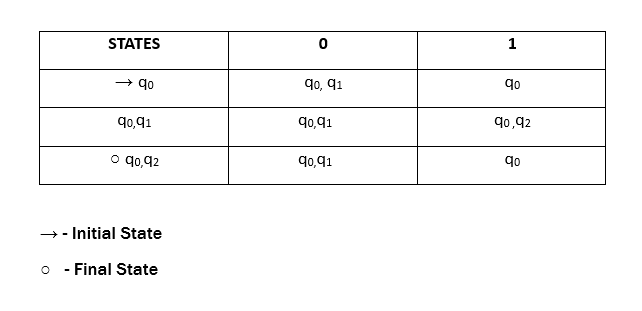 STATES 0 1
→ q0 q0, q1 q0
q0,q1 q0,q1 q0 ,q2
○ q0,q2 q0,q1 q0
→ - Initial State
○ - Final State